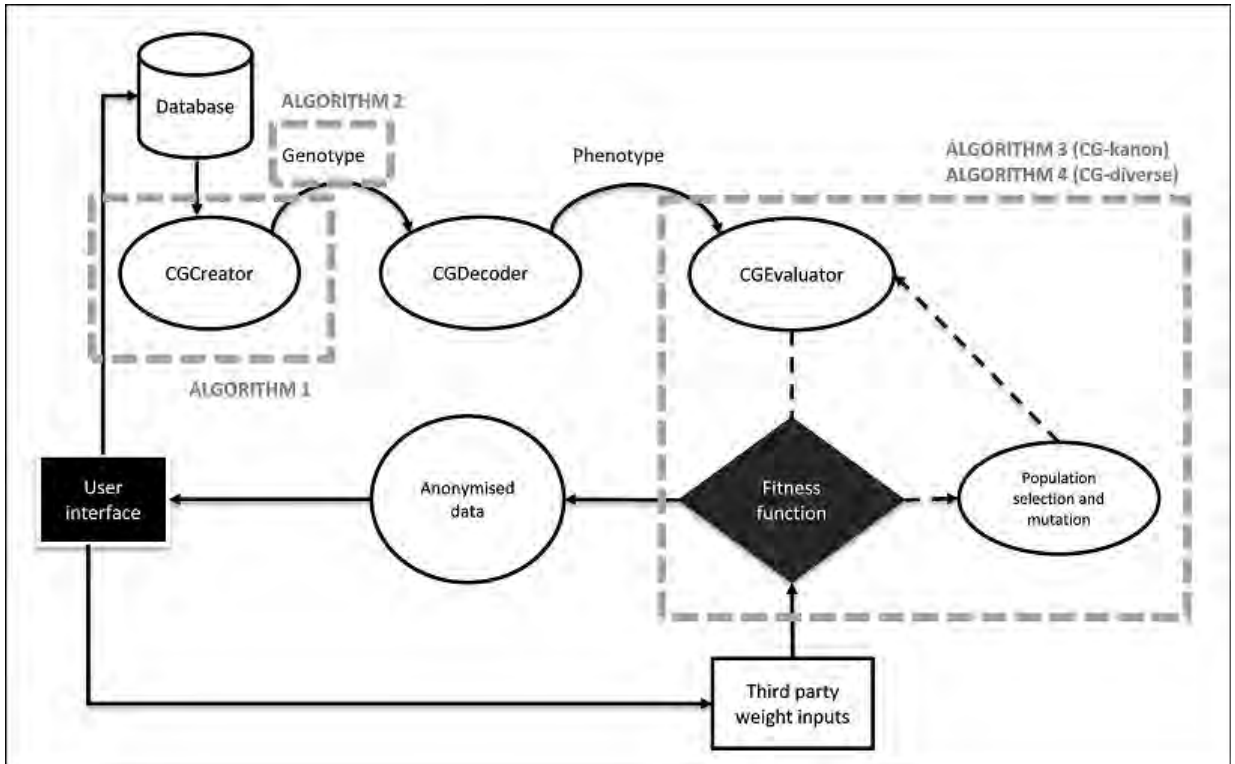 Database
ALGORITHM 2
Genotype
Phenotype
ALGORITHM 3 (CG-kanon)
ALGORITHM 4 (CG-diverse)
CGCreator
CGDecoder
CGEvaluator
ALGORITHM 1
User
interface
Anonymised
data
Fitness
function
Population
selection and
mutation
Third party
weight inputs